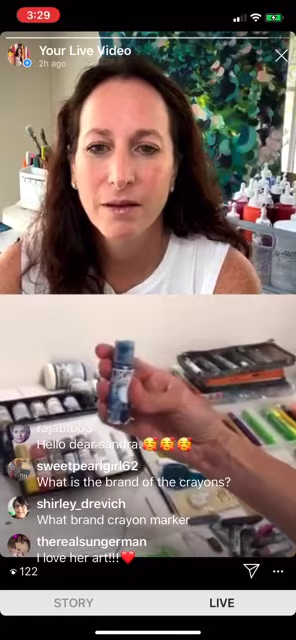 3:29
Your Live Video
2h ago
Hello dear sandra 🥰🥰🥰
sweetpearlgirl62
What is the brand of the crayons?
shirley_drevich
What brand crayon marker
therealsungerman
I love her art!!!❤️
122
STORY LIVE